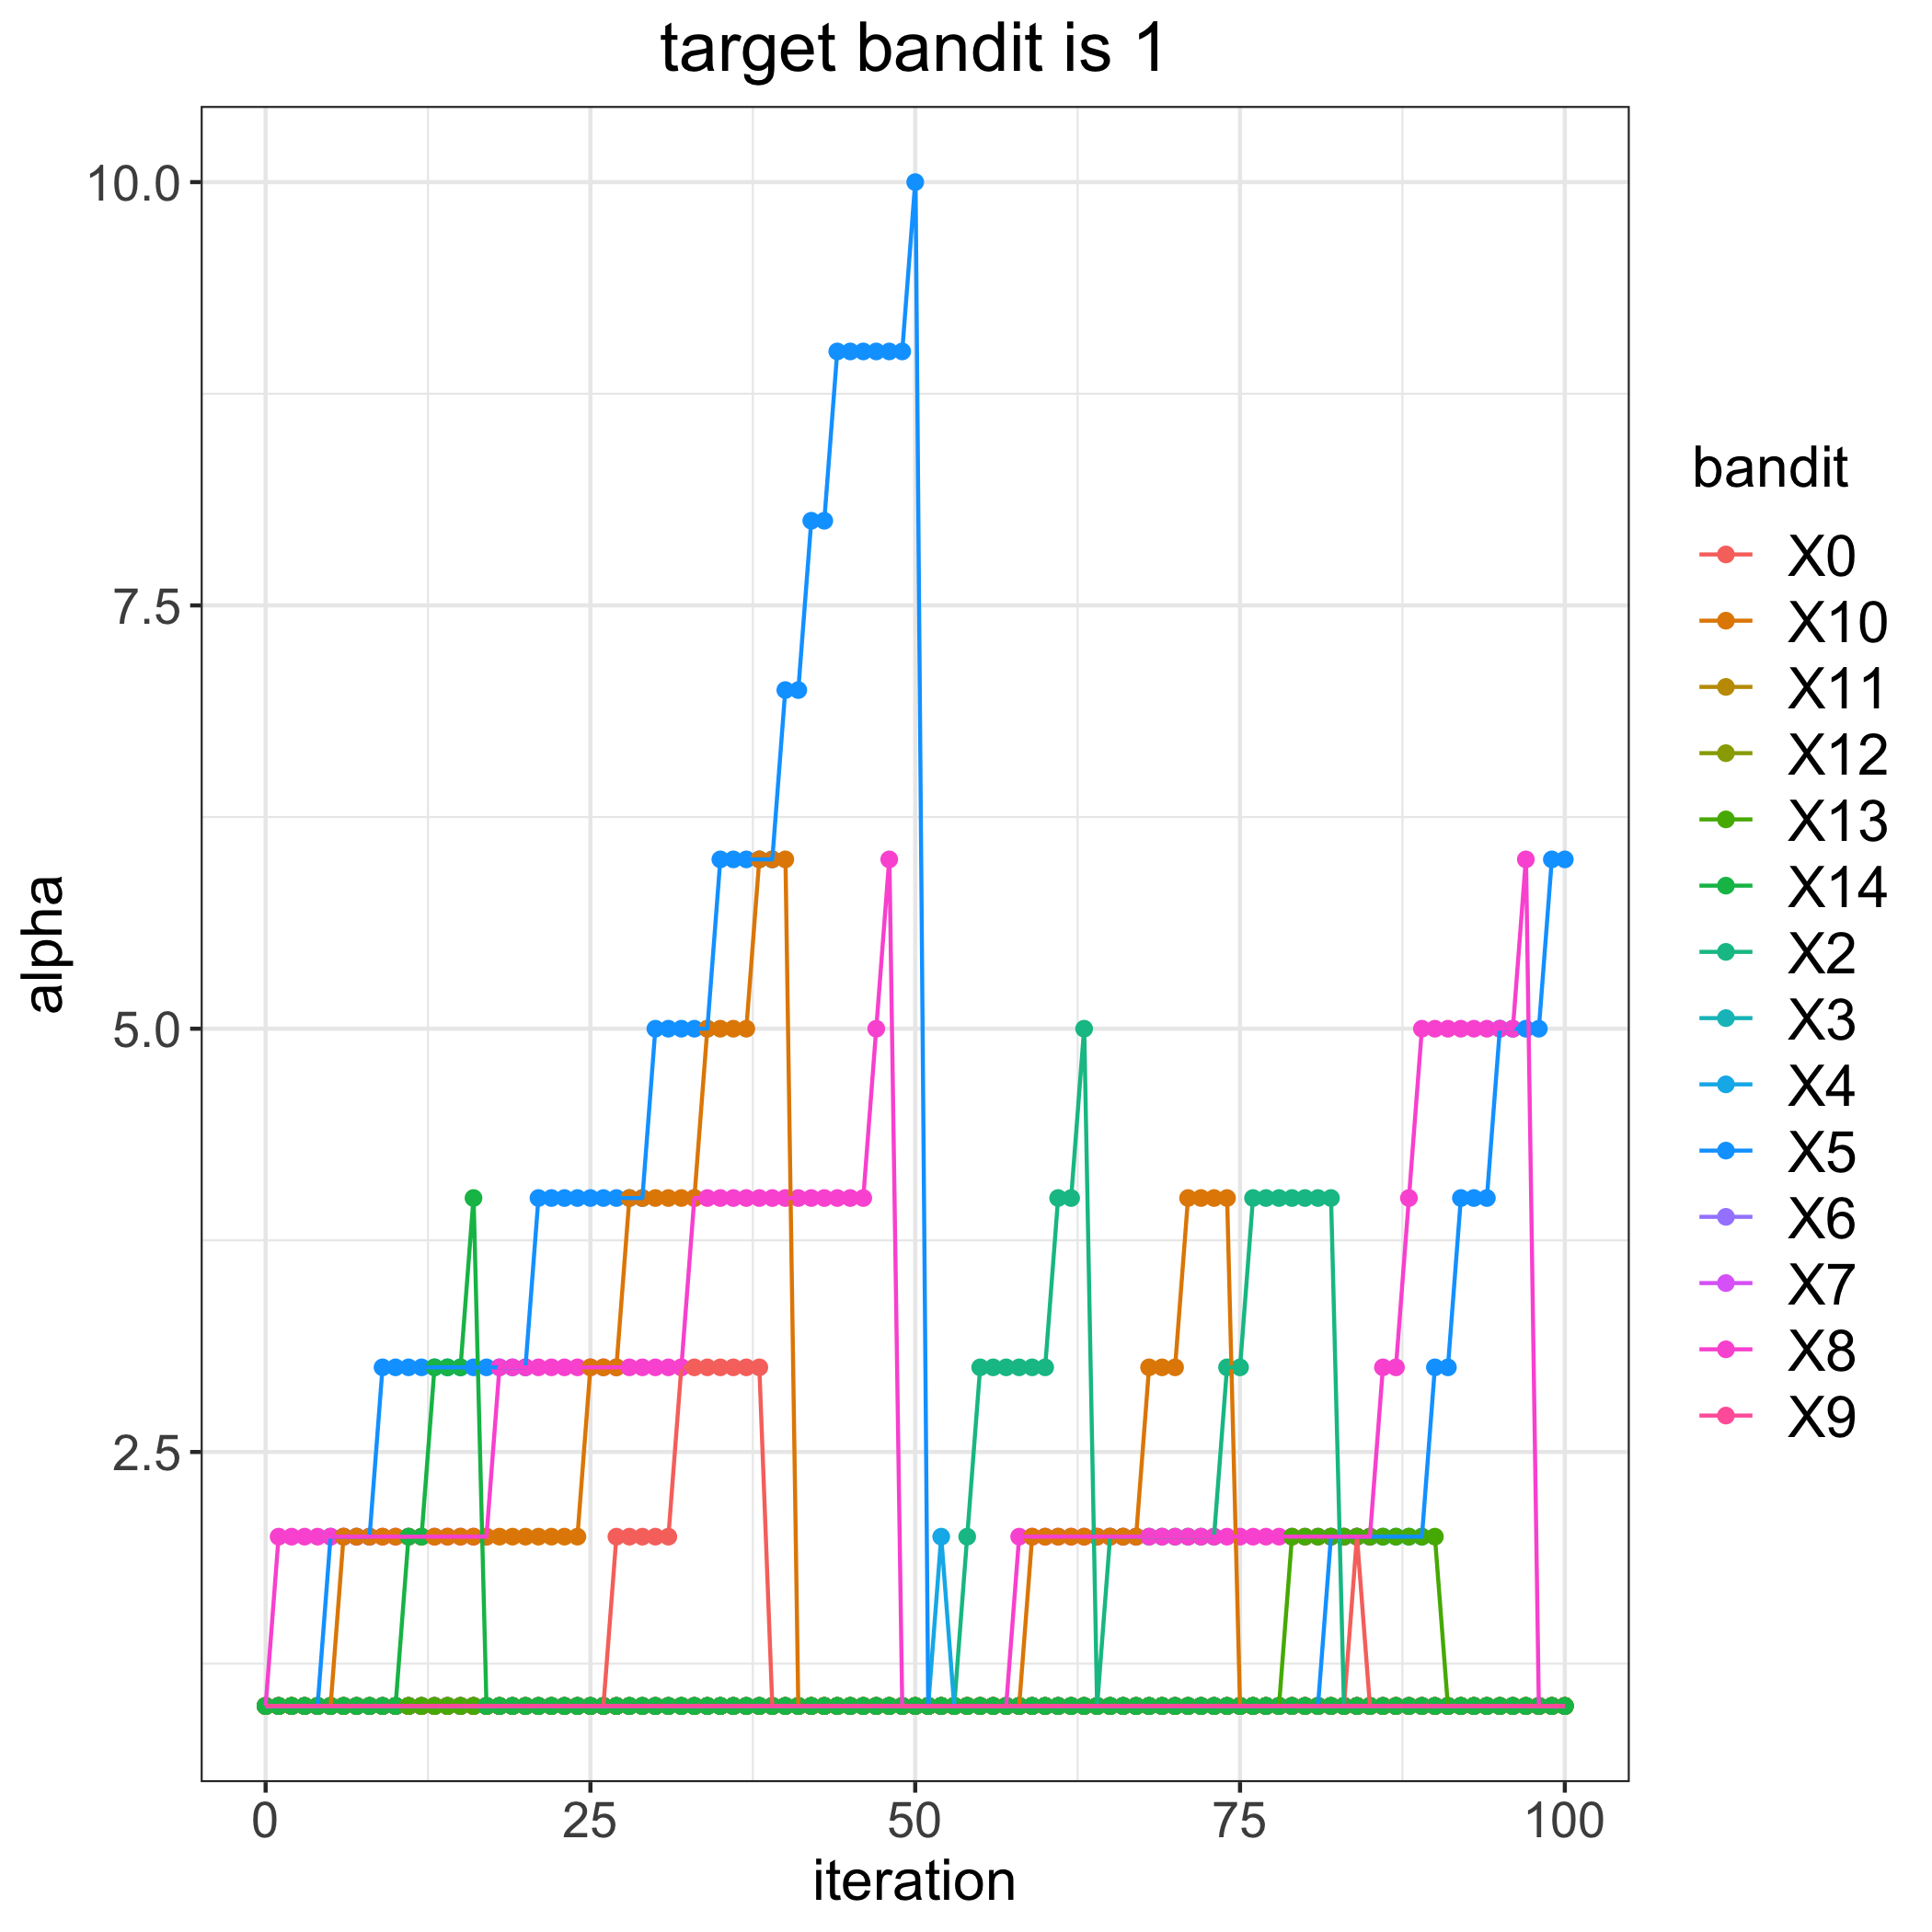 target bandit is 1
10.0
7.5
5.0
2.5
alpha
0
25
50
75
100
iteration
bandit
X0
X10
X11
X12
X13
X14
X2
X3
X4
X5
X6
X7
X8
X9